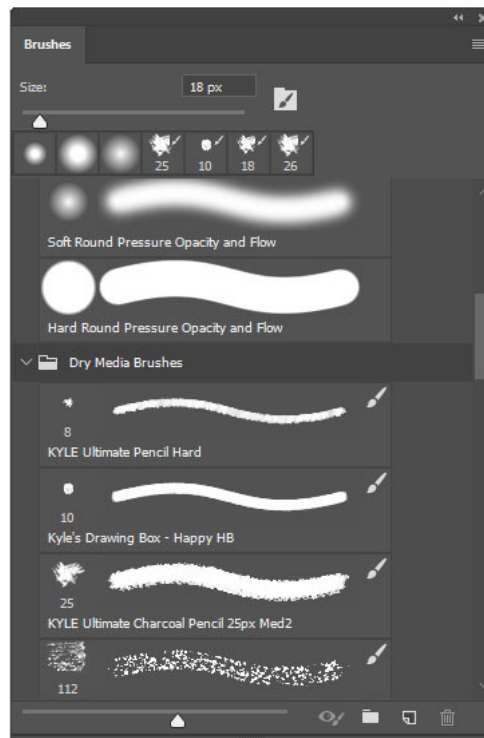 Brushes
Size: 18 px
25 10 18 26
Soft Round Pressure Opacity and Flow
Hard Round Pressure Opacity and Flow
Dry Media Brushes
8
KYLE Ultimate Pencil Hard
10
Kyle's Drawing Box - Happy HB
25
KYLE Ultimate Charcoal Pencil 25px Med2
112